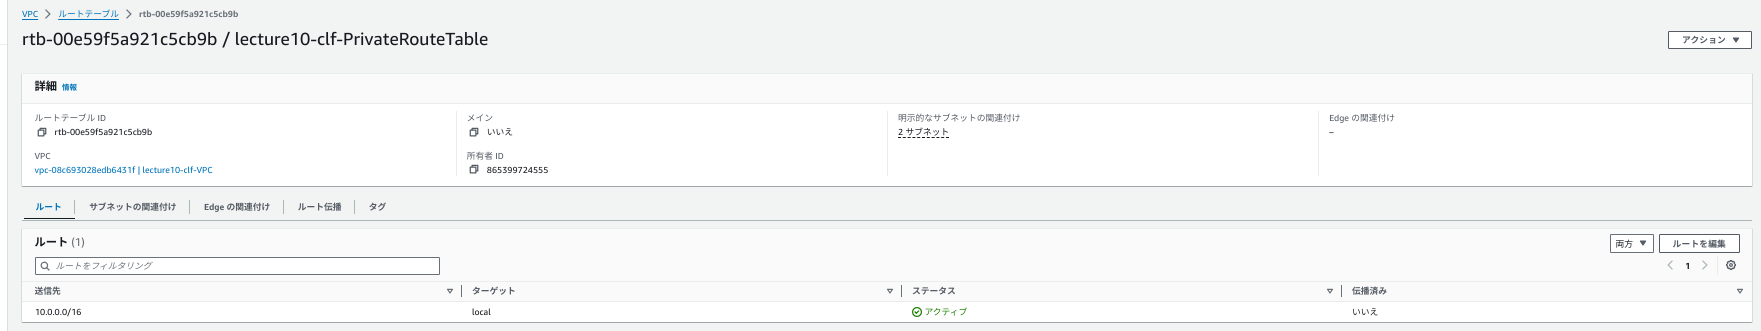 VPC > ルートテーブル > rtb-00e59f5a921c5cb9b
rtb-00e59f5a921c5cb9b / lecture10-clf-PrivateRouteTable
アクション ▼
詳細 情報
ルートテーブル ID
rtb-00e59f5a921c5cb9b
メイン
いいえ
明示的なサブネットの関連付け
2 サブネット
Edge の関連付け
–
VPC
vpc-08c693028edb6431f | lecture10-clf-VPC
所有者 ID
865399724555
ルート
サブネットの関連付け
Edge の関連付け
ルート伝播
タグ
ルート (1)
両方 ▼
ルートを編集
ルートをフィルタリング
< 1 >
送信先
ターゲット
ステータス
伝播済み
10.0.0.0/16
local
アクティブ
いいえ